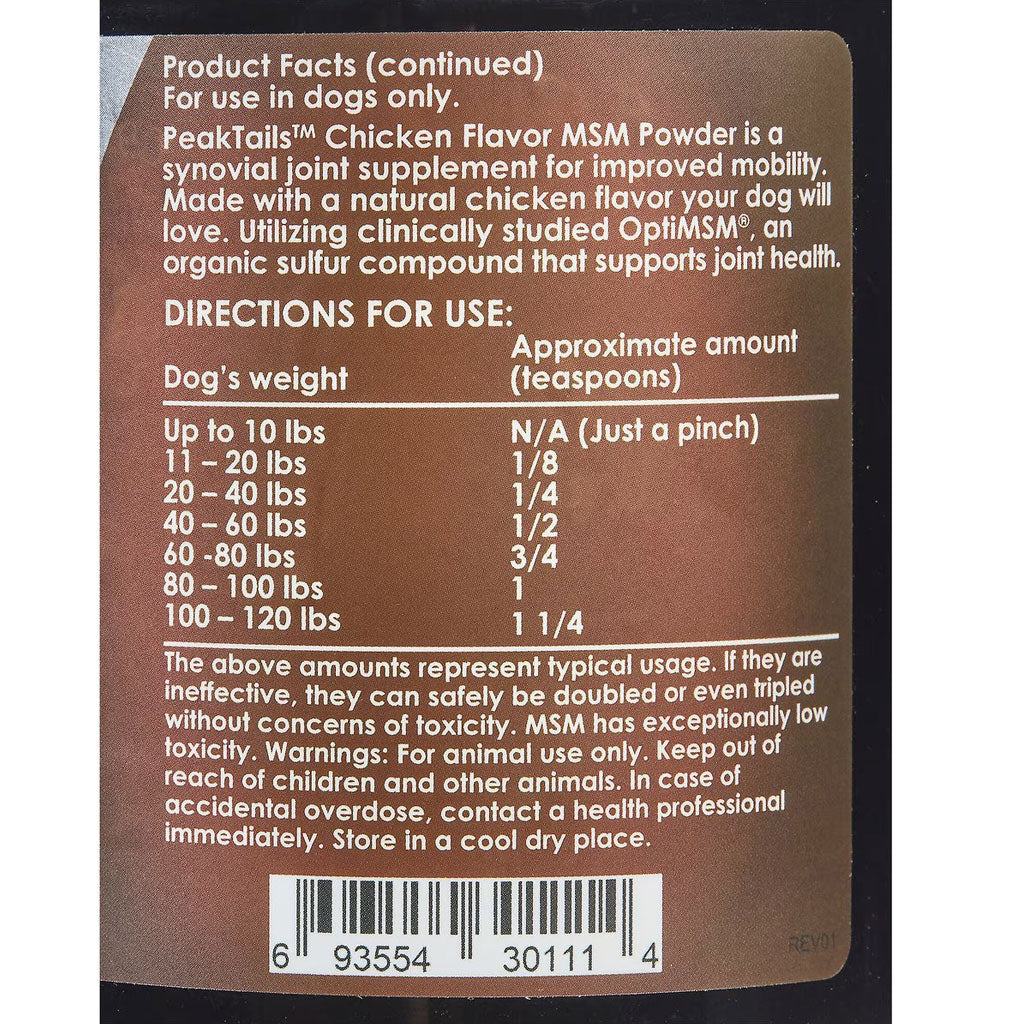 Product Facts (continued)
For use in dogs only.
PeakTails™ Chicken Flavor MSM Powder is a
synovial joint supplement for improved mobility.
Made with a natural chicken flavor your dog will
love. Utilizing clinically studied OptiMSM®, an
organic sulfur compound that supports joint health.
DIRECTIONS FOR USE:
Dog's weight Approximate amount
(teaspoons)
Up to 10 lbs N/A (Just a pinch)
11 – 20 lbs 1/8
20 – 40 lbs 1/4
40 – 60 lbs 1/2
60 -80 lbs 3/4
80 – 100 lbs 1
100 – 120 lbs 1 1/4
The above amounts represent typical usage. If they are
ineffective, they can safely be doubled or even tripled
without concerns of toxicity. MSM has exceptionally low
toxicity. Warnings: For animal use only. Keep out of
reach of children and other animals. In case of
accidental overdose, contact a health professional
immediately. Store in a cool dry place.
6 93554 30111 4
REV01